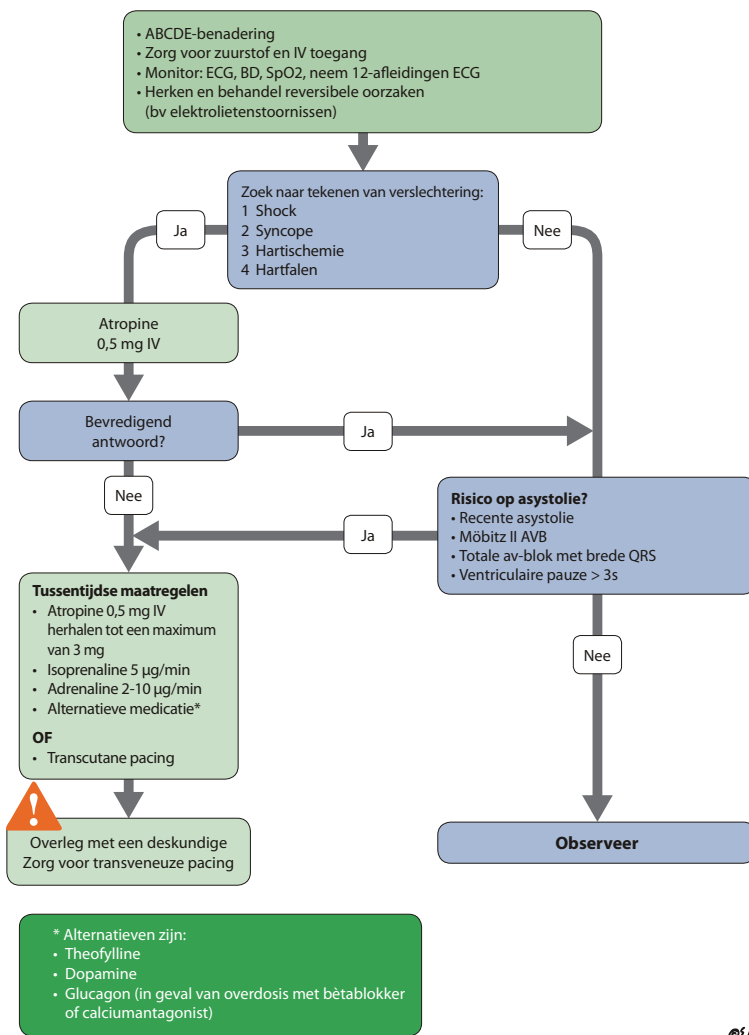 • ABCDE-benadering
• Zorg voor zuurstof en IV toegang
• Monitor: ECG, BD, SpO2, neem 12-afleidingen ECG
• Herken en behandel reversibele oorzaken
(bv elektrolietenstoornissen)
Zoek naar tekenen van verslechtering:
1 Shock
2 Syncope
3 Hartischemie
4 Hartfalen
Ja
Nee
Atropine
0,5 mg IV
Bevredigend
antwoord?
Ja
Nee
Risico op asystolie?
• Recente asystolie
• Möbitz II AVB
• Totale av-blok met brede QRS
• Ventriculaire pauze > 3s
Ja
Nee
Tussentijdse maatregelen
• Atropine 0,5 mg IV
herhalen tot een maximum
van 3 mg
• Isoprenaline 5 µg/min
• Adrenaline 2-10 µg/min
• Alternatieve medicatie*
OF
• Transcutane pacing
!
Overleg met een deskundige
Zorg voor transveneuze pacing
Observeer
* Alternatieven zijn:
• Theofylline
• Dopamine
• Glucagon (in geval van overdosis met bètablokker
of calciumantagonist)